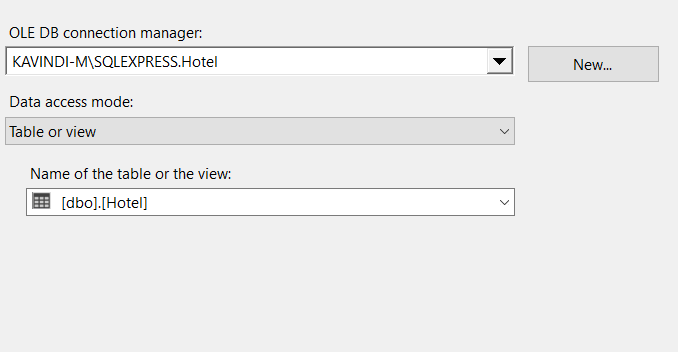 OLE DB connection manager:
KAVINDI-M\SQLEXPRESS.Hotel
New...
Data access mode:
Table or view
Name of the table or the view:
[dbo].[Hotel]